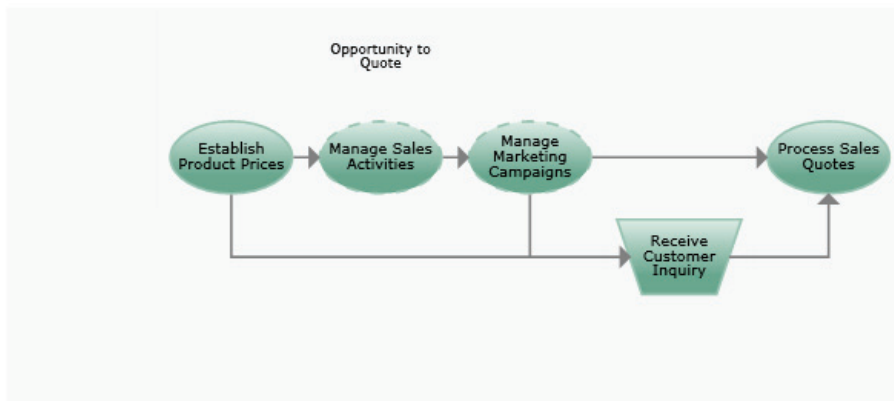 Opportunity to
Quote
Establish
Product Prices
Manage Sales
Activities
Manage
Marketing
Campaigns
Process Sales
Quotes
Receive
Customer
Inquiry